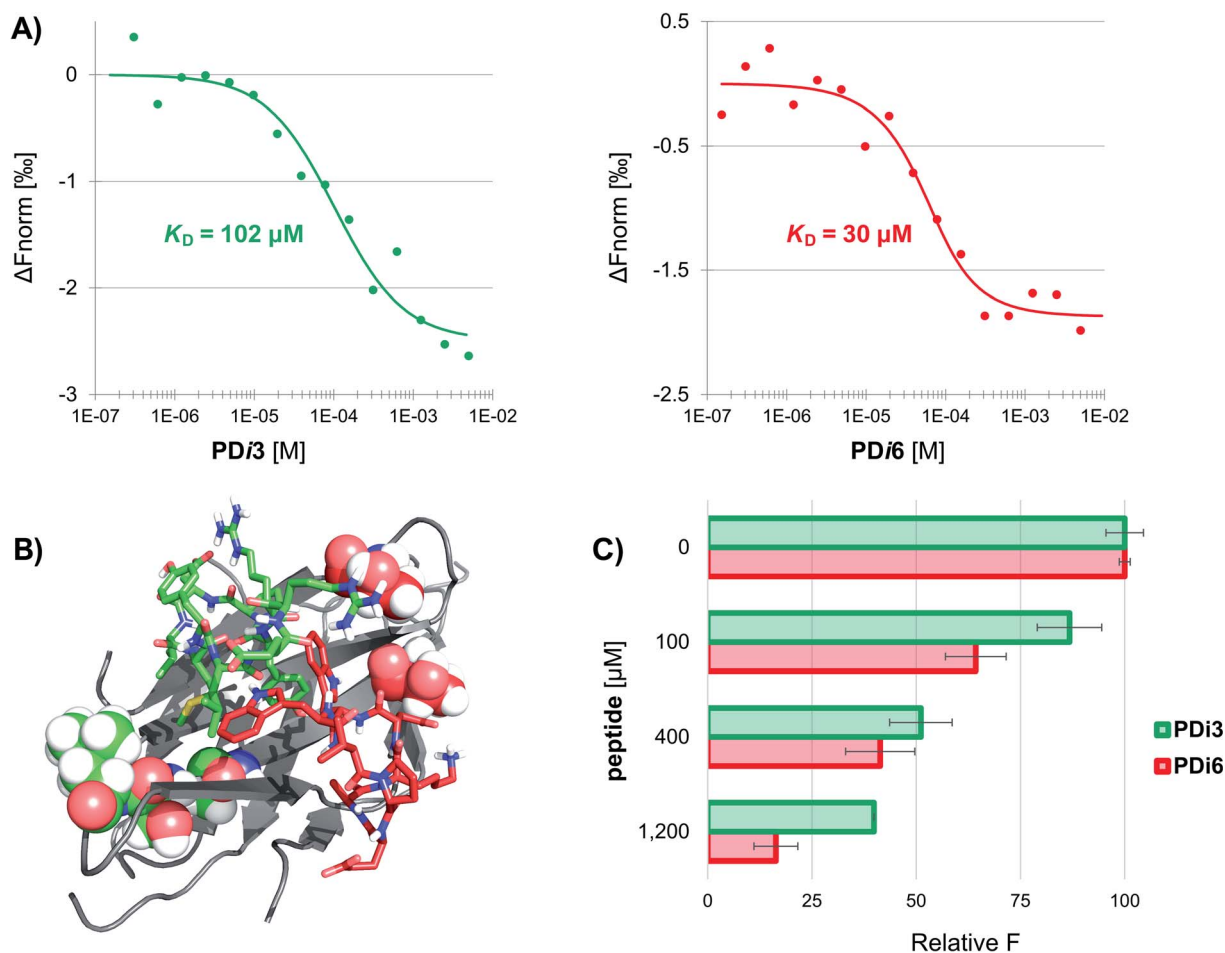 A)
0
-1
-2
-3
ΔFnorm [‰]
K_D = 102 µM
1E-07 1E-06 1E-05 1E-04 1E-03 1E-02
PDi3 [M]
0.5
-0.5
-1.5
-2.5
ΔFnorm [‰]
K_D = 30 µM
1E-07 1E-06 1E-05 1E-04 1E-03 1E-02
PDi6 [M]
B)
C)
peptide [µM]
0
100
400
1,200
0 25 50 75 100
Relative F
PDi3
PDi6